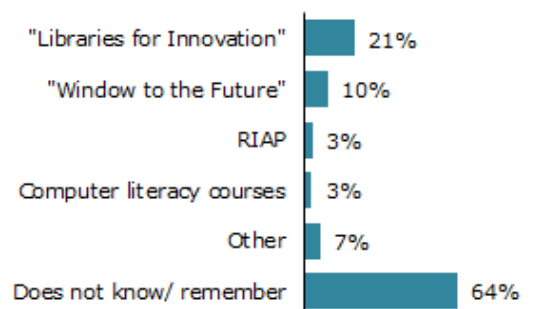 "Libraries for Innovation" 21%
"Window to the Future" 10%
RIAP 3%
Computer literacy courses 3%
Other 7%
Does not know/ remember 64%